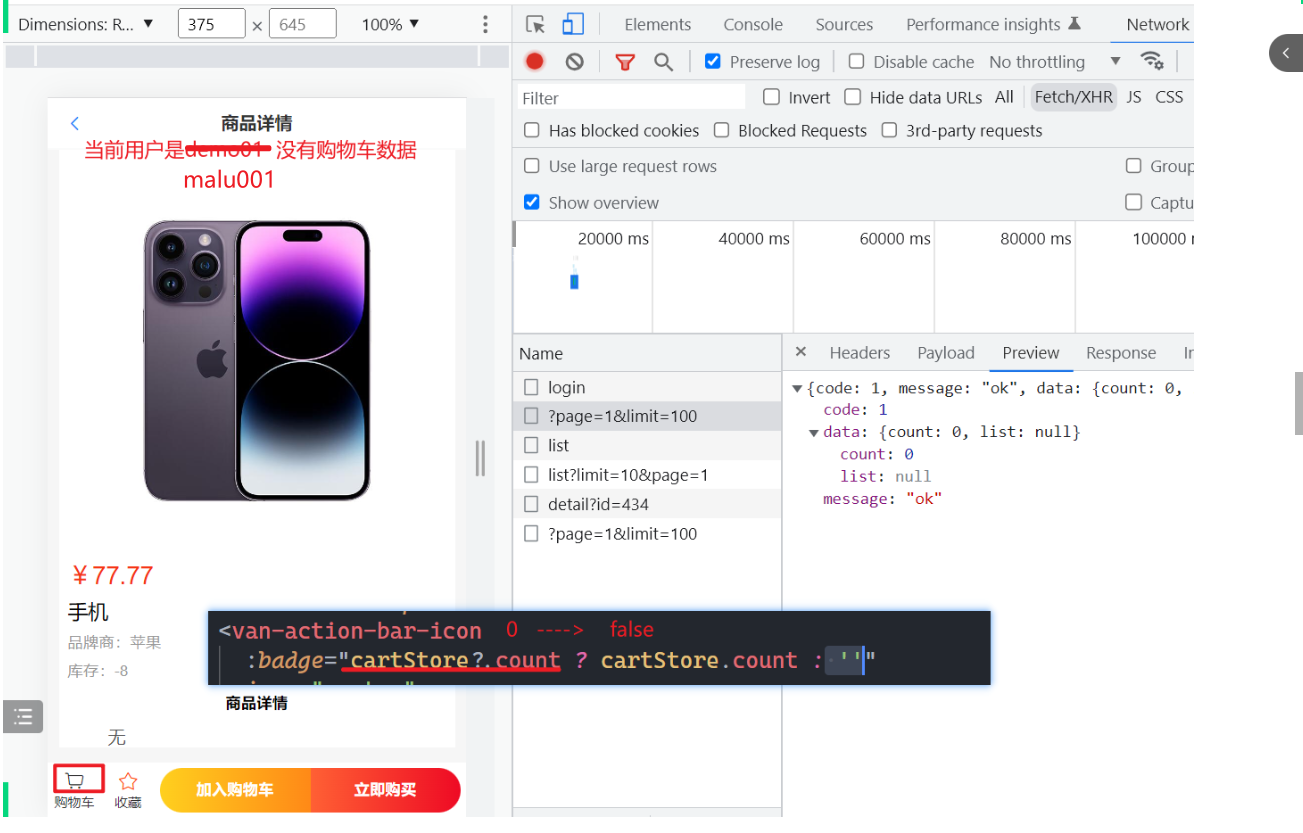 Dimensions: R... ▼ 375 × 645 100% ▼
Elements Console Sources Performance insights Network
Preserve log Disable cache No throttling ▼
Filter Invert Hide data URLs All Fetch/XHR JS CSS
Has blocked cookies Blocked Requests 3rd-party requests
Use large request rows Group
Show overview Captu
20000 ms 40000 ms 60000 ms 80000 ms 100000 m
商品详情
当前用户是demo01 没有购物车数据
malu001
¥77.77
手机
品牌商：苹果
库存：-8
商品详情
无
购物车
收藏
加入购物车
立即购买
Name
login
?page=1&limit=100
list
list?limit=10&page=1
detail?id=434
?page=1&limit=100
× Headers Payload Preview Response In
▼{code: 1, message: "ok", data: {count: 0,
code: 1
▼data: {count: 0, list: null}
count: 0
list: null
message: "ok"
<van-action-bar-icon 0 ----> false
:badge="cartStore?.count ? cartStore.count : ''"